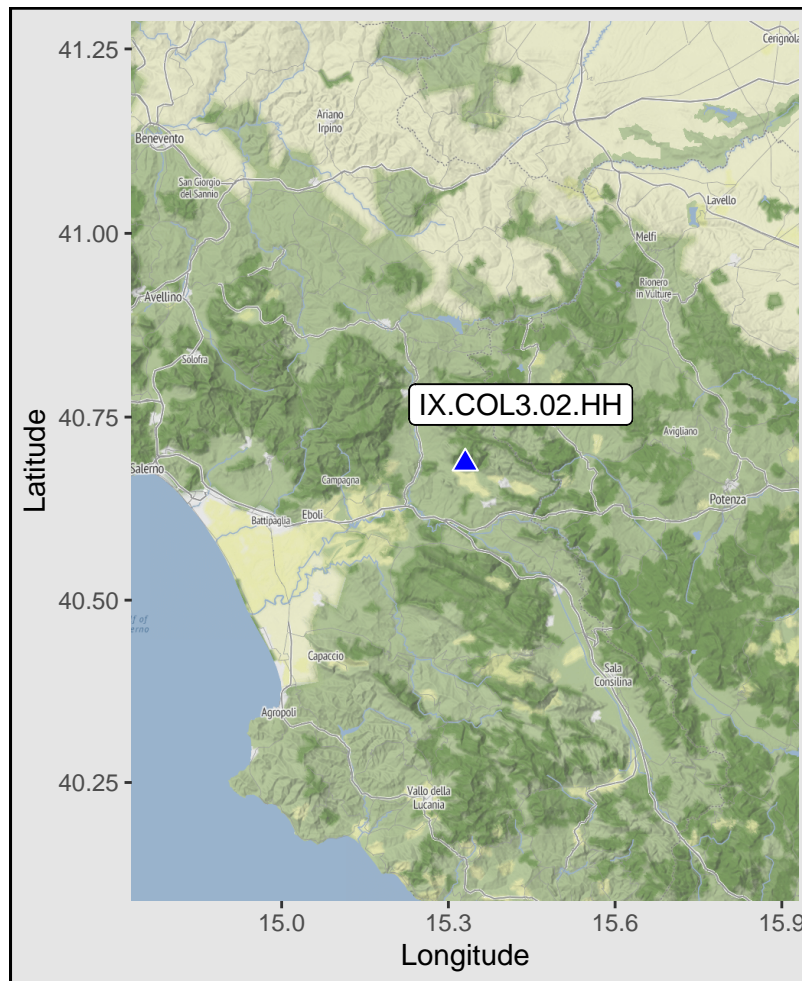 41.25
41.00
40.75
40.50
40.25
Latitude
Cerignola
Ariano
Irpino
Benevento
San Giorgio
del Sannio
Lavello
Melfi
Avellino
Rionero
in Vulture
Solofra
IX.COL3.02.HH
Avigliano
Salerno
Campagna
Potenza
Battipaglia
Eboli
Capaccio
Sala
Consilina
Agropoli
Vallo della
Lucania
15.0
15.3
15.6
15.9
Longitude